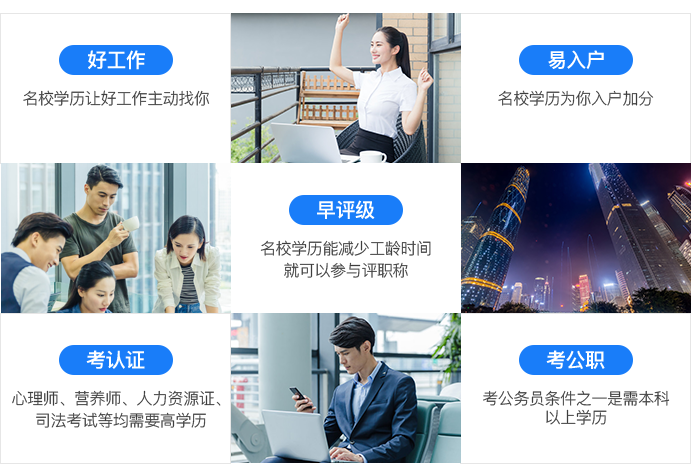 好工作
名校学历让好工作主动找你
易入户
名校学历为你入户加分
早评级
名校学历能减少工龄时间
就可以参与评职称
考认证
心理师、营养师、人力资源证、
司法考试等均需要高学历
考公职
考公务员条件之一是需本科
以上学历